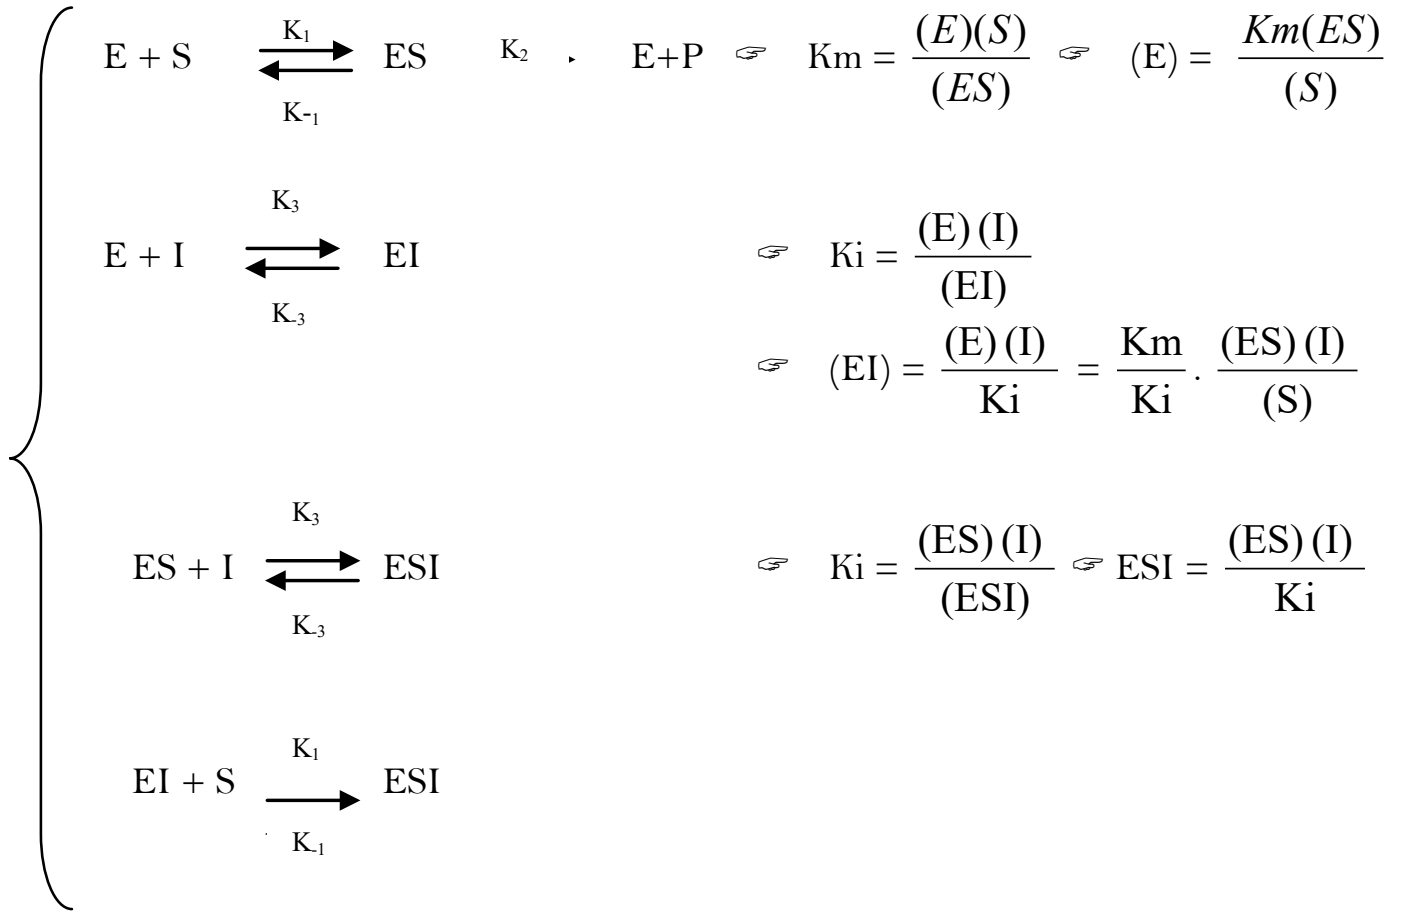 E + S ⇄ ES K₂ E+P ☞ Km = (E)(S)/(ES) ☞ (E) = Km(ES)/(S)
K₁
K-₁
K₃
E + I ⇄ EI ☞ Ki = (E) (I)/(EI)
K₋₃
☞ (EI) = (E) (I)/Ki = Km/Ki . (ES) (I)/(S)
K₃
ES + I ⇄ ESI ☞ Ki = (ES) (I)/(ESI) ☞ ESI = (ES) (I)/Ki
K₋₃
K₁
EI + S → ESI
K₋₁